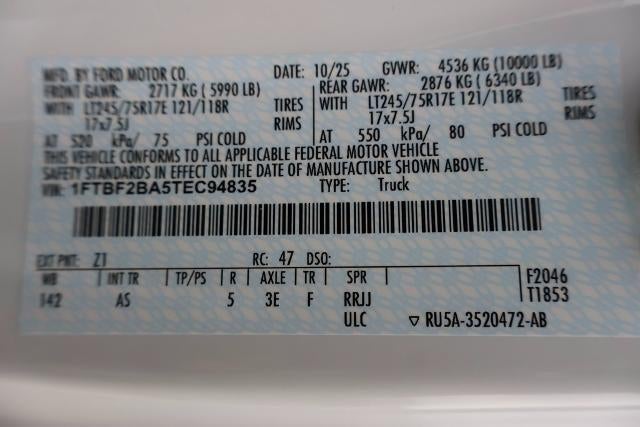 MFD. BY FORD MOTOR CO. DATE: 10/25 GVWR: 4536 KG (10000 LB)
FRONT GAWR: 2717 KG ( 5990 LB) REAR GAWR: 2876 KG ( 6340 LB)
WITH LT245/75R17E 121/118R TIRES WITH LT245/75R17E 121/118R TIRES
17x7.5J RIMS 17x7.5J RIMS
AT 520 kPa/ 75 PSI COLD AT 550 kPa/ 80 PSI COLD
THIS VEHICLE CONFORMS TO ALL APPLICABLE FEDERAL MOTOR VEHICLE
SAFETY STANDARDS IN EFFECT ON THE DATE OF MANUFACTURE SHOWN ABOVE.
VIN: 1FTBF2BA5TEC94835 TYPE: Truck
EXT PNT: Z1 RC: 47 DSO:
WB INT TR TP/PS R AXLE TR SPR F2046
142 AS 5 3E F RRJJ T1853
ULC ▽ RU5A-3520472-AB